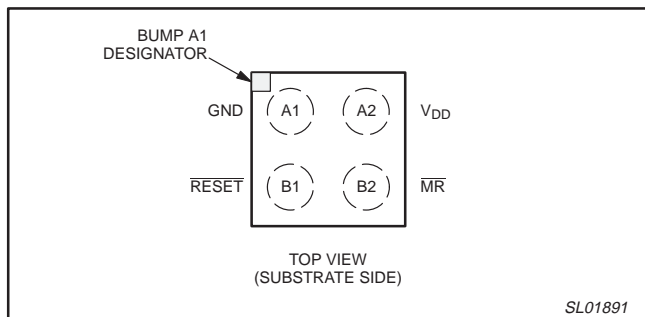 BUMP A1
DESIGNATOR
GND A1 A2 VDD
RESET B1 B2 MR
TOP VIEW
(SUBSTRATE SIDE)
SL01891